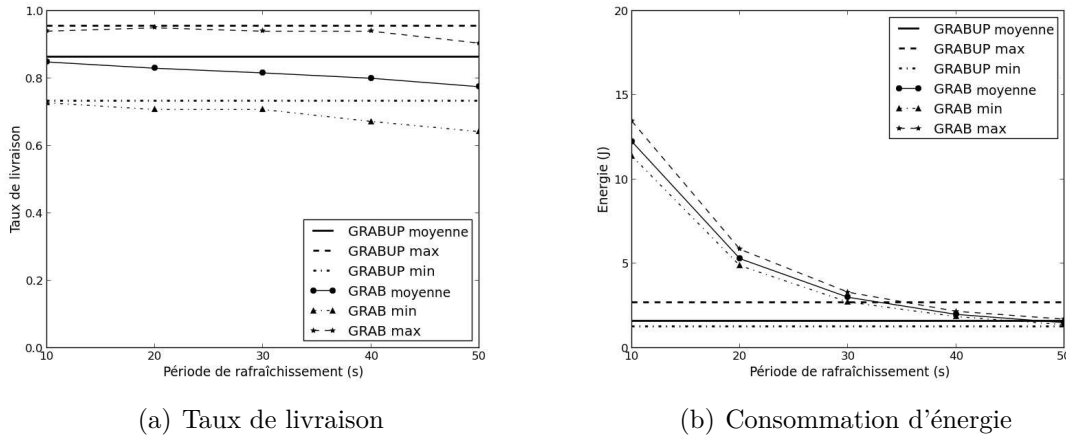 1.0
0.8
0.6
0.4
0.2
0.0
10
20
30
40
50
Taux de livraison
Période de rafraîchissement (s)
GRABUP moyenne
GRABUP max
GRABUP min
GRAB moyenne
GRAB min
GRAB max
(a) Taux de livraison
20
15
10
5
0
10
20
30
40
50
Energie (J)
Période de rafraîchissement (s)
GRABUP moyenne
GRABUP max
GRABUP min
GRAB moyenne
GRAB min
GRAB max
(b) Consommation d'énergie